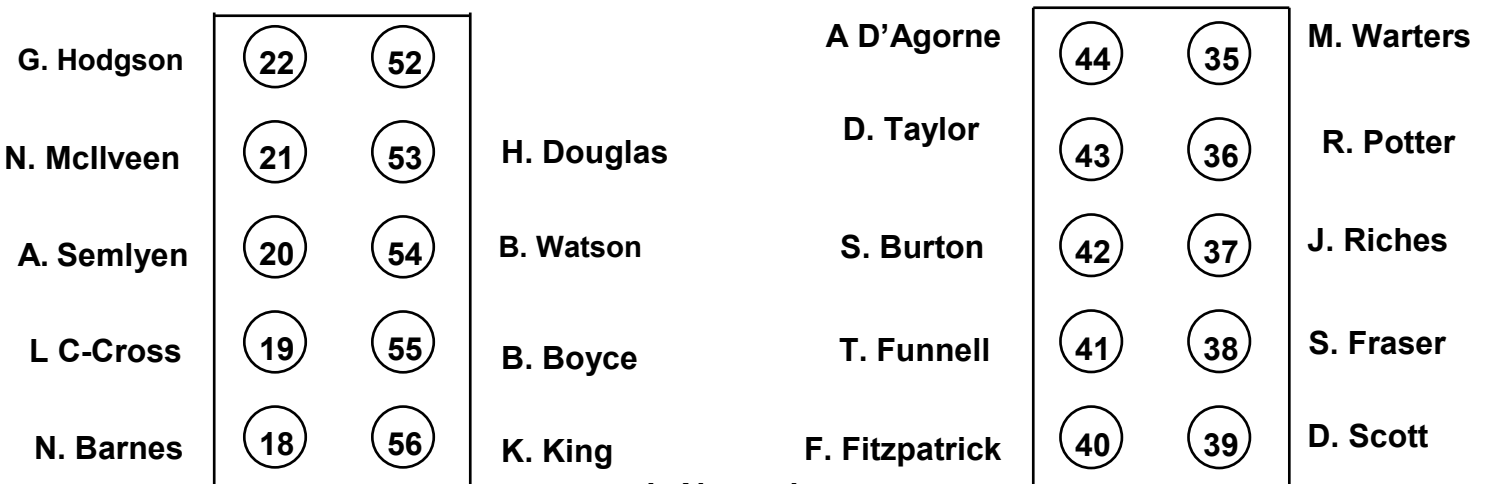 G. Hodgson 22 52
N. McIlveen 21 53 H. Douglas
A. Semlyen 20 54 B. Watson
L C-Cross 19 55 B. Boyce
N. Barnes 18 56 K. King
A D’Agorne 44 35 M. Warters
D. Taylor 43 36 R. Potter
S. Burton 42 37 J. Riches
T. Funnell 41 38 S. Fraser
F. Fitzpatrick 40 39 D. Scott